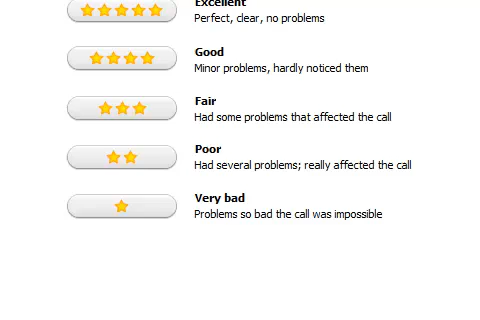 Excellent
Perfect, clear, no problems
Good
Minor problems, hardly noticed them
Fair
Had some problems that affected the call
Poor
Had several problems; really affected the call
Very bad
Problems so bad the call was impossible